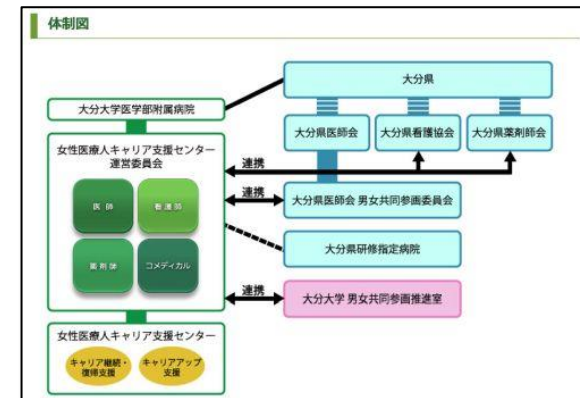 体制図
大分県
大分大学医学部附属病院
大分県医師会
大分県看護協会
大分県薬剤師会
女性医療人キャリア支援センター
運営委員会
連携
医師
看護師
連携
大分県医師会 男女共同参画委員会
薬剤師
コメディカル
大分県研修指定病院
連携
大分大学 男女共同参画推進室
女性医療人キャリア支援センター
キャリア継続・
復帰支援
キャリアアップ
支援